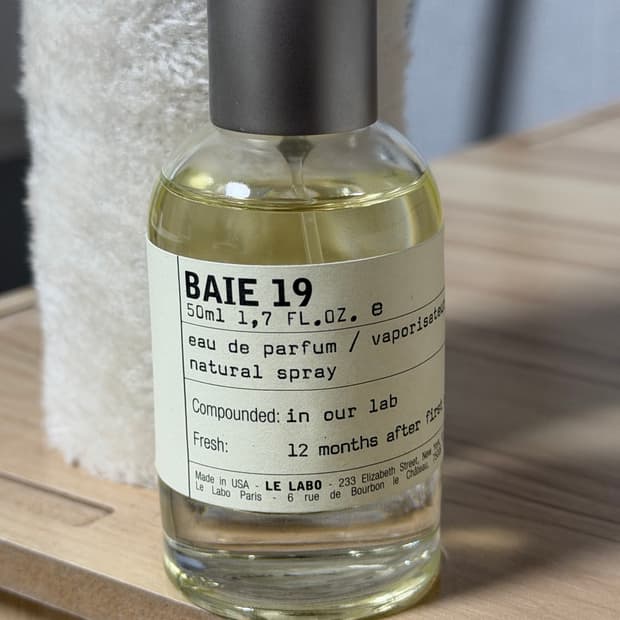 BAIE 19
50ml 1,7 FL.OZ. e
eau de parfum / vaporisateur
natural spray
Compounded: in our lab
Fresh: 12 months after first
Made in USA - LE LABO - 233 Elizabeth Street, New
Le Labo Paris - 6 rue de Bourbon le Château,